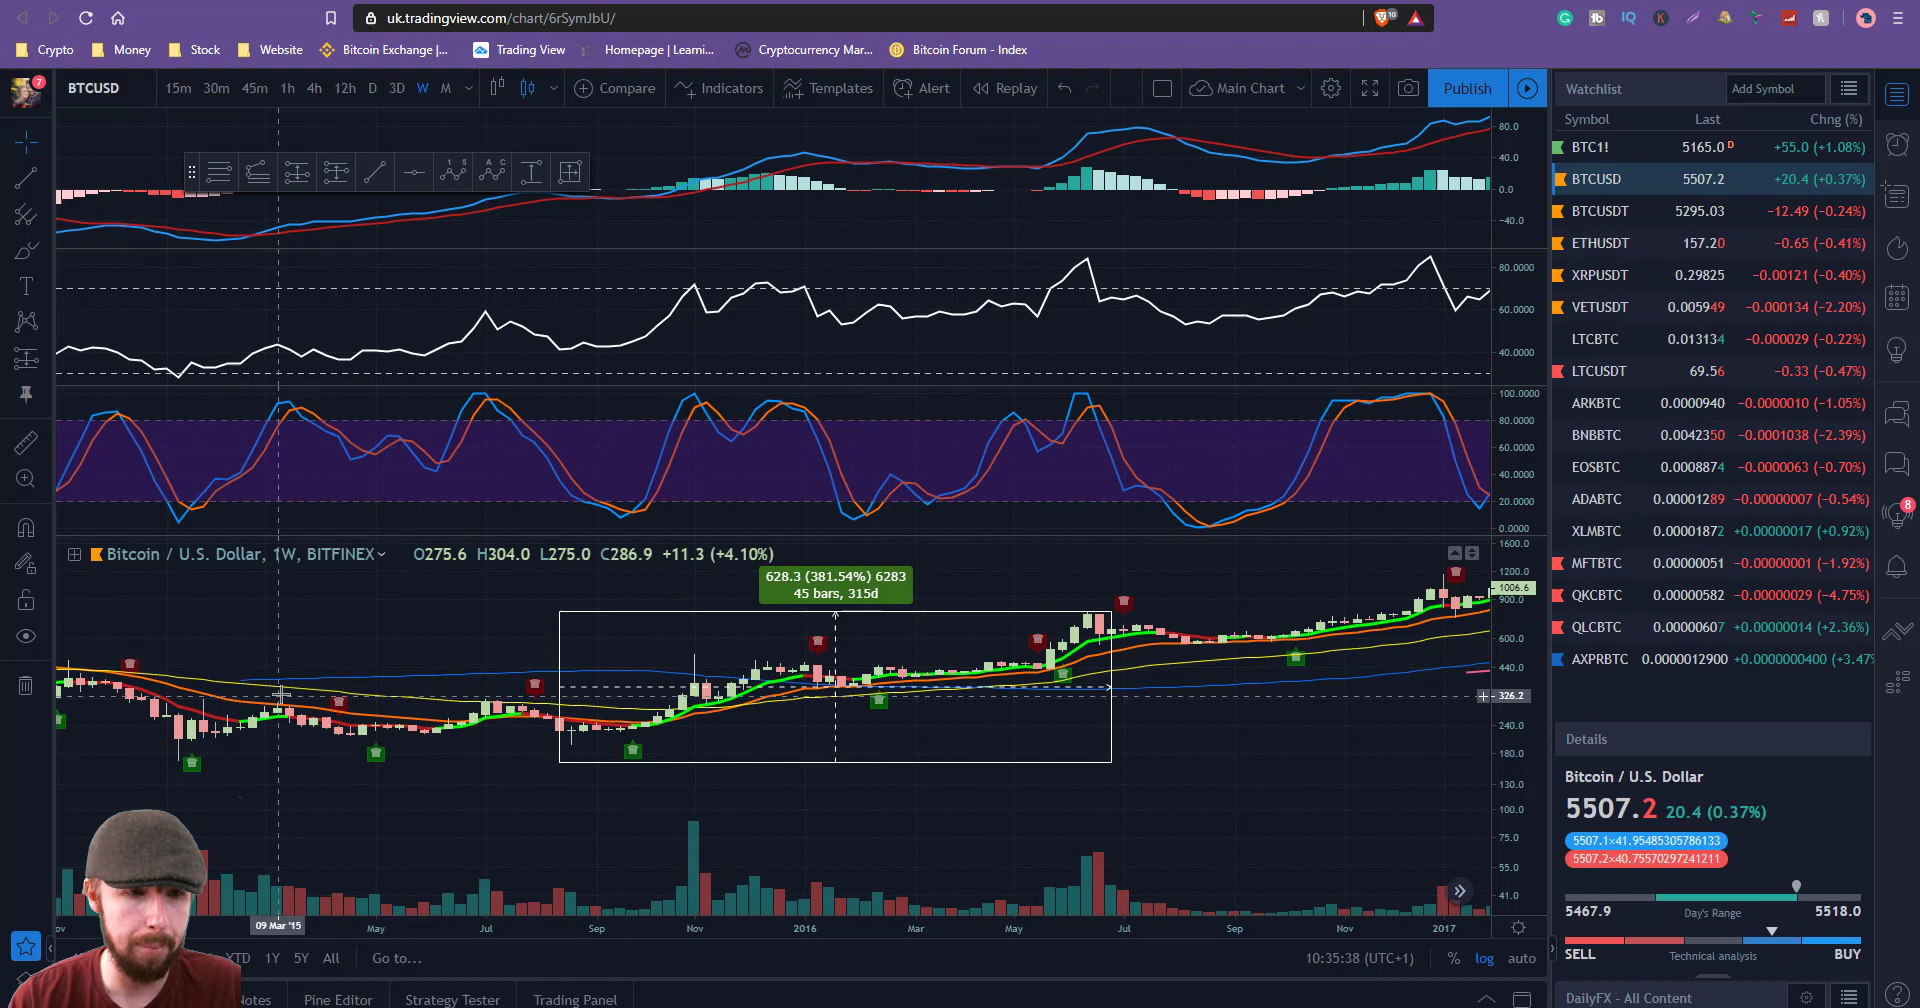 uk.tradingview.com/chart/6rSymJbU/
10
Crypto
Money
Stock
Website
Bitcoin Exchange |...
Trading View
Homepage | Learni...
Cryptocurrency Mar...
Bitcoin Forum - Index
7
BTCUSD
15m 30m 45m 1h 4h 12h D 3D W M
Compare
Indicators
Templates
Alert
Replay
Main Chart
Publish
80.0
40.0
0.0
−40.0
80.0000
60.0000
40.0000
100.0000
80.0000
60.0000
40.0000
20.0000
0.0000
Bitcoin / U.S. Dollar, 1W, BITFINEX
O275.6 H304.0 L275.0 C286.9 +11.3 (+4.10%)
628.3 (381.54%) 6283
45 bars, 315d
1600.0
1200.0
1006.6
900.0
600.0
440.0
326.2
240.0
180.0
130.0
100.0
75.0
55.0
41.0
09 Mar '15
May
Jul
Sep
Nov
2016
Mar
May
Jul
Sep
Nov
2017
YTD 1Y 5Y All
Go to...
10:35:38 (UTC+1)
% log auto
Notes
Pine Editor
Strategy Tester
Trading Panel
Watchlist
Add Symbol
Symbol Last Chng (%)
BTC1! 5165.0 D +55.0 (+1.08%)
BTCUSD 5507.2 +20.4 (+0.37%)
BTCUSDT 5295.03 −12.49 (−0.24%)
ETHUSDT 157.20 −0.65 (−0.41%)
XRPUSDT 0.29825 −0.00121 (−0.40%)
VETUSDT 0.005949 −0.000134 (−2.20%)
LTCBTC 0.013134 −0.000029 (−0.22%)
LTCUSDT 69.56 −0.33 (−0.47%)
ARKBTC 0.0000940 −0.0000010 (−1.05%)
BNBBTC 0.0042350 −0.0001038 (−2.39%)
EOSBTC 0.0008874 −0.0000063 (−0.70%)
ADABTC 0.00001289 −0.00000007 (−0.54%)
XLMBTC 0.00001872 +0.00000017 (+0.92%)
MFTBTC 0.00000051 −0.00000001 (−1.92%)
QKCBTC 0.00000582 −0.00000029 (−4.75%)
QLCBTC 0.00000607 +0.00000014 (+2.36%)
AXPRBTC 0.0000012900 +0.0000000400 (+3.47%
8
Details
Bitcoin / U.S. Dollar
5507.2 20.4 (0.37%)
5507.1×41.95485305786133
5507.2×40.75570297241211
5467.9 Day's Range 5518.0
SELL Technical analysis BUY
DailyFX - All Content